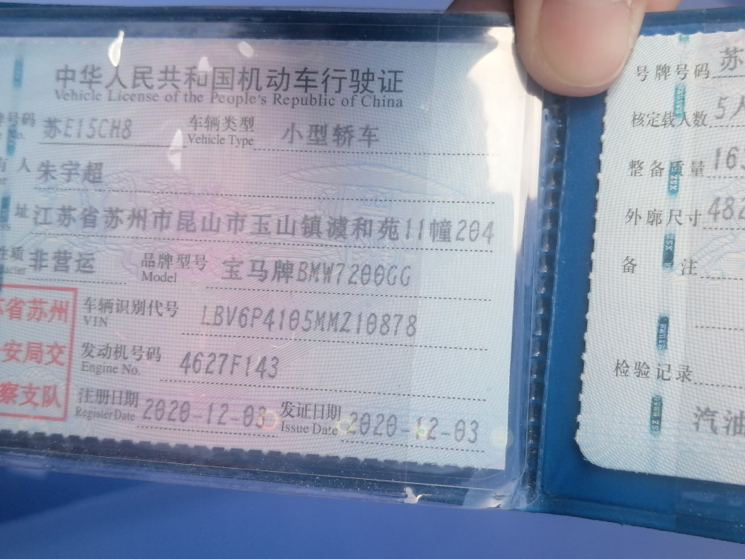 中华人民共和国机动车行驶证
Vehicle License of the People's Republic of China
号码 苏E15CH8 车辆类型 小型轿车
No. Vehicle Type
人 朱宇超
址 江苏省苏州市昆山市玉山镇濮和苑11幢204
性质 非营运 品牌型号 宝马牌BMW7200GG
Model
省苏州
安局交
察支队
车辆识别代号 LBV6P4105MMZ10878
VIN
发动机号码 4627F143
Engine No.
注册日期 2020-12-03 发证日期 2020-12-03
Register Date Issue Date
号牌号码 苏
核定载人数 5人
整备质量 16
外廓尺寸 482
备 注
检验记录
汽油